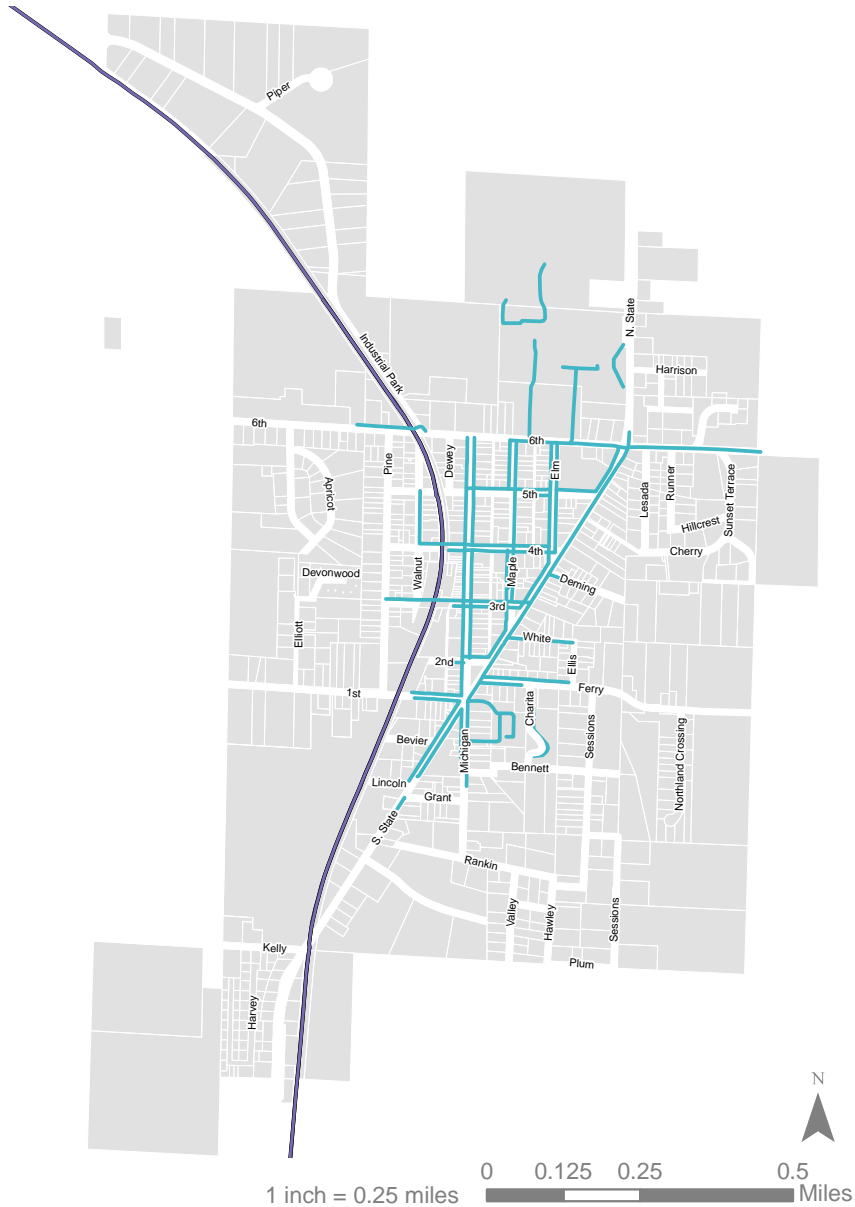 Piper
N. State
Industrial Park
Harrison
6th
6th
Dewey
Pine
Elm
Apricot
5th
Lesada
Runner
Sunset Terrace
Hillcrest
4th
Cherry
Devonwood
Walnut
Maple
Deming
3rd
Elliott
White
2nd
Ellis
1st
Ferry
Charita
Sessions
Bevier
Michigan
Northland Crossing
Bennett
Lincoln
Grant
S. State
Rankin
Valley
Hawley
Sessions
Kelly
Plum
Harvey
N
0 0.125 0.25 0.5
1 inch = 0.25 miles
Miles